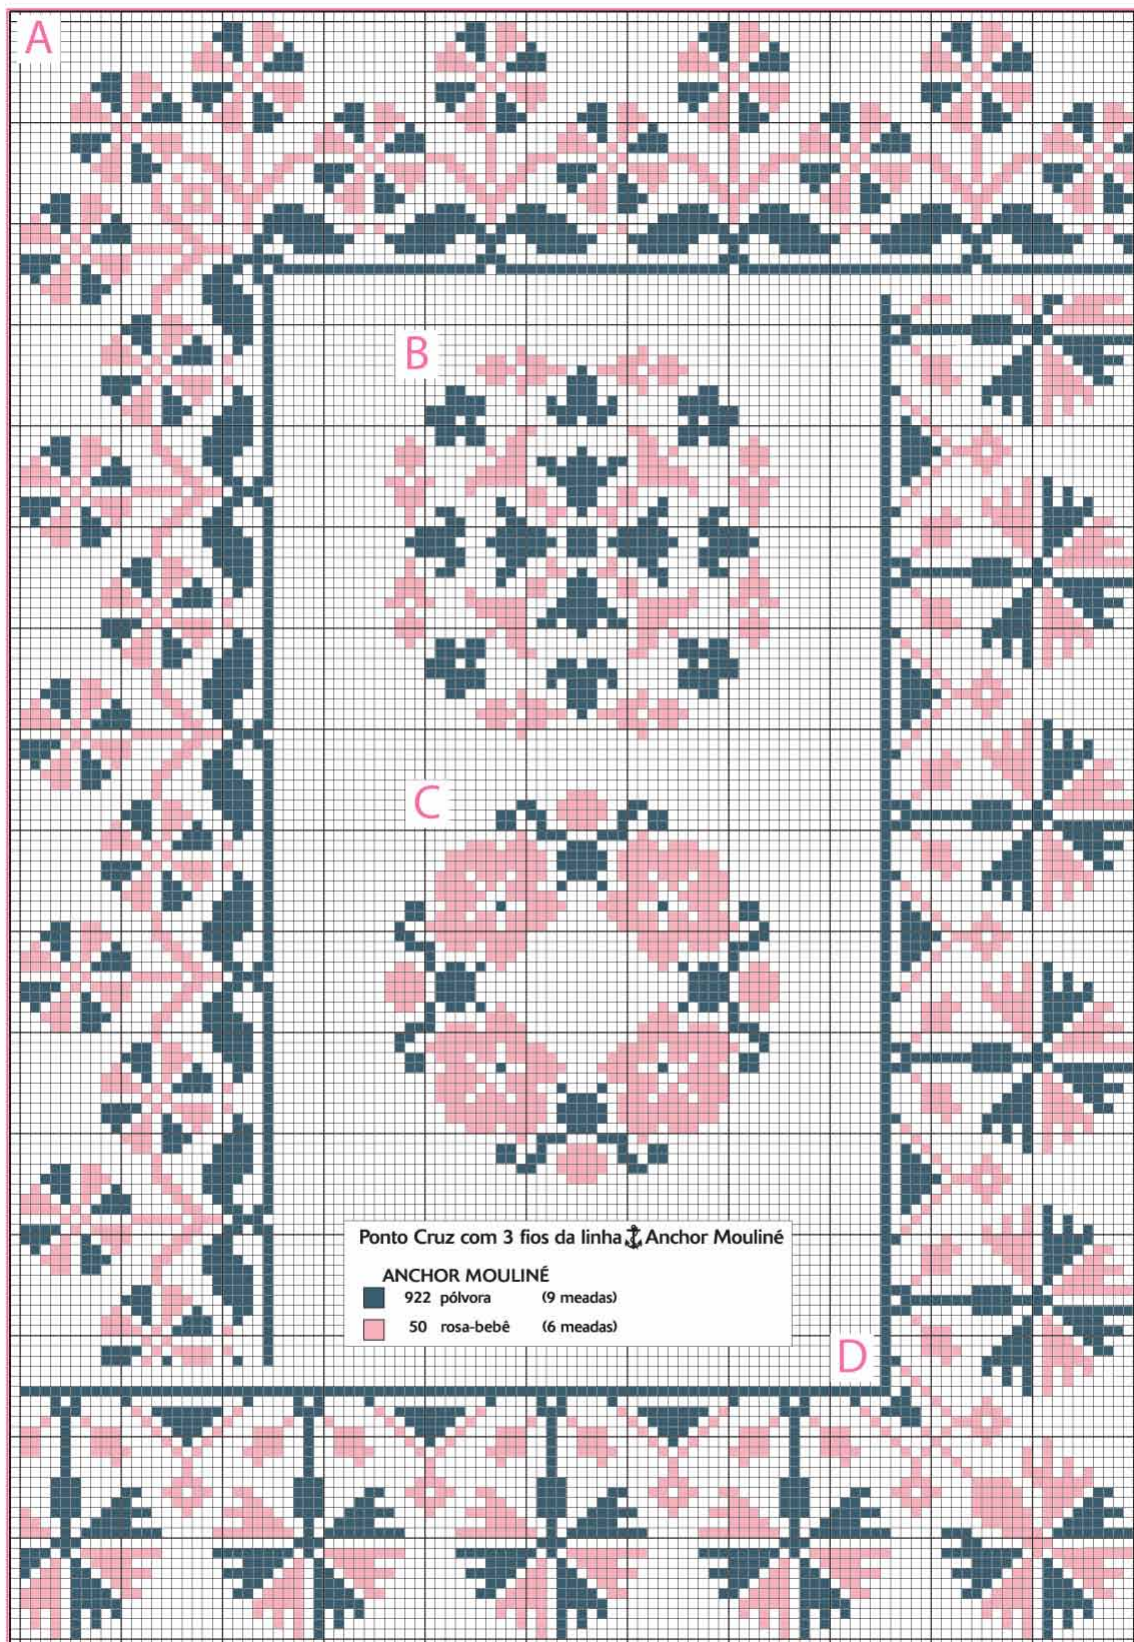 A
B
C
Ponto Cruz com 3 fios da linha Anchor Mouliné
ANCHOR MOULINÉ
922 pólvora (9 meadas)
50 rosa-bebê (6 meadas)
D